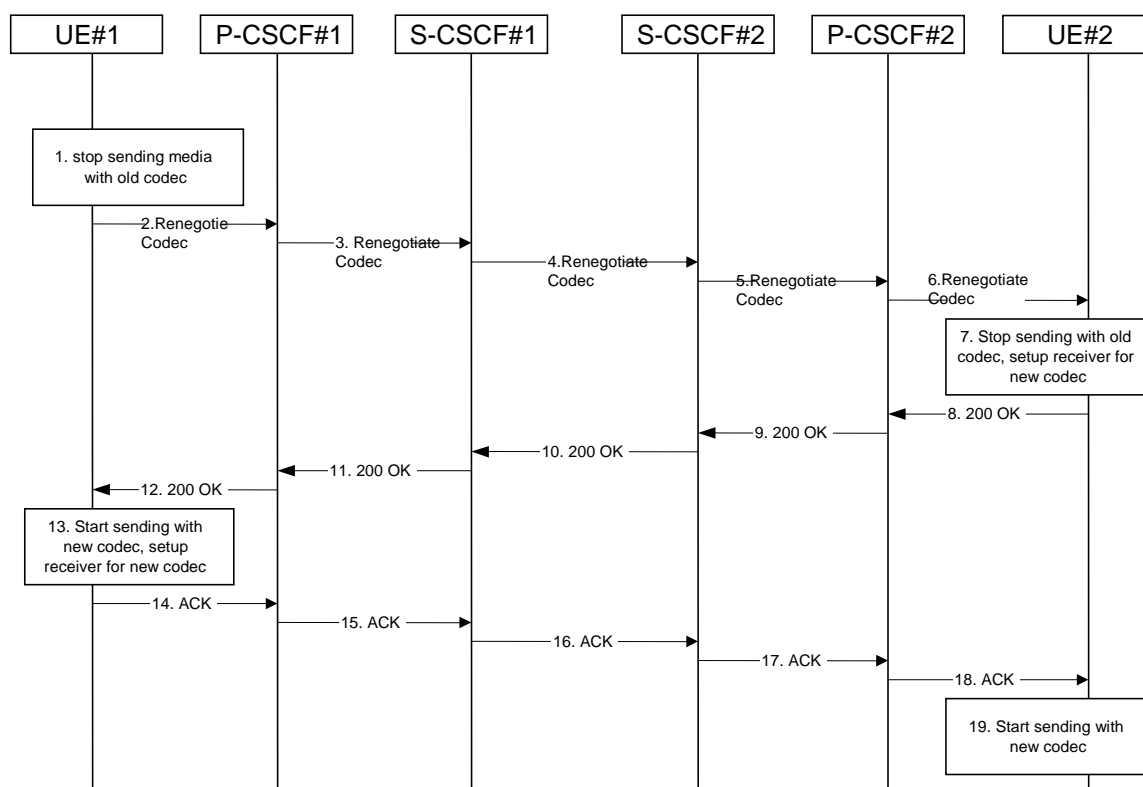 UE#1
P-CSCF#1
S-CSCF#1
S-CSCF#2
P-CSCF#2
UE#2
1. stop sending media
with old codec
2.Renegotie
Codec
3. Renegotiate
Codec
4.Renegotiate
Codec
5.Renegotiate
Codec
6.Renegotiate
Codec
7. Stop sending with old
codec, setup receiver for
new codec
8. 200 OK
9. 200 OK
10. 200 OK
11. 200 OK
12. 200 OK
13. Start sending with
new codec, setup
receiver for new codec
14. ACK
15. ACK
16. ACK
17. ACK
18. ACK
19. Start sending with
new codec